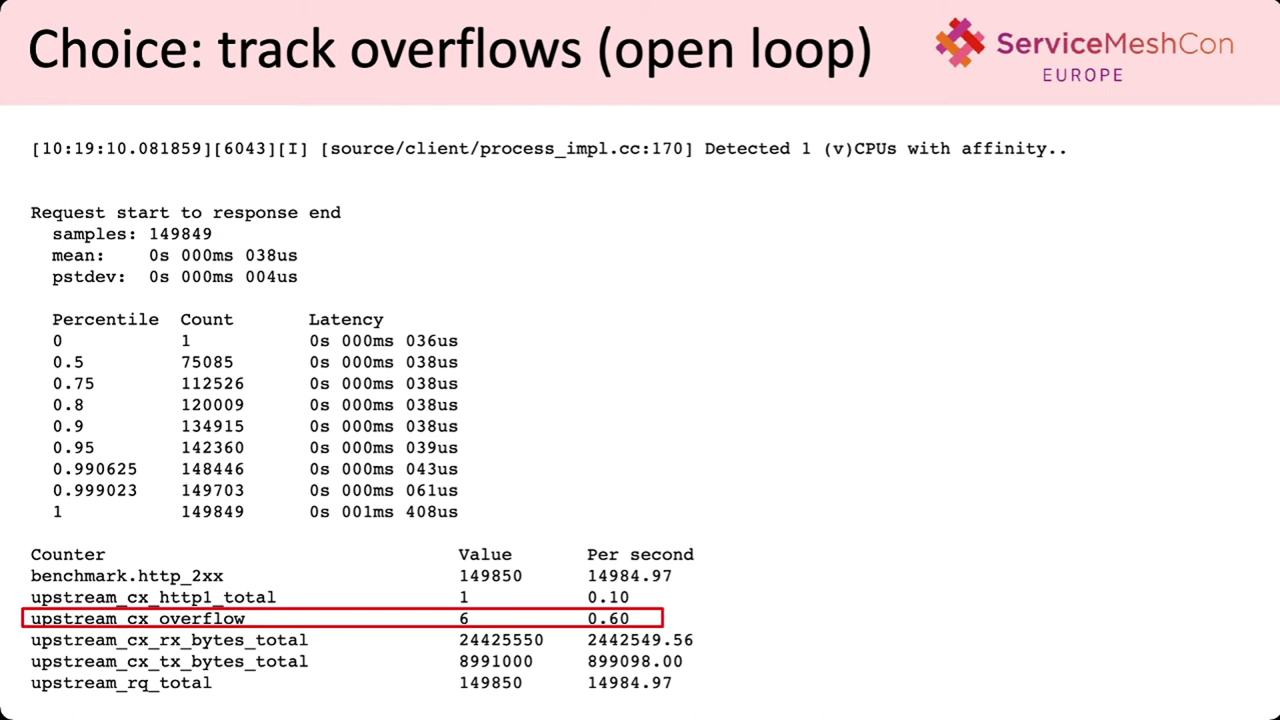 Choice: track overflows (open loop)
ServiceMeshCon
EUROPE
[10:19:10.081859][6043][I] [source/client/process_impl.cc:170] Detected 1 (v)CPUs with affinity..
Request start to response end
samples: 149849
mean: 0s 000ms 038us
pstdev: 0s 000ms 004us
Percentile Count Latency
0 1 0s 000ms 036us
0.5 75085 0s 000ms 038us
0.75 112526 0s 000ms 038us
0.8 120009 0s 000ms 038us
0.9 134915 0s 000ms 038us
0.95 142360 0s 000ms 039us
0.990625 148446 0s 000ms 043us
0.999023 149703 0s 000ms 061us
1 149849 0s 001ms 408us
Counter Value Per second
benchmark.http_2xx 149850 14984.97
upstream_cx_http1_total 1 0.10
upstream_cx_overflow 6 0.60
upstream_cx_rx_bytes_total 24425550 2442549.56
upstream_cx_tx_bytes_total 8991000 899098.00
upstream_rq_total 149850 14984.97